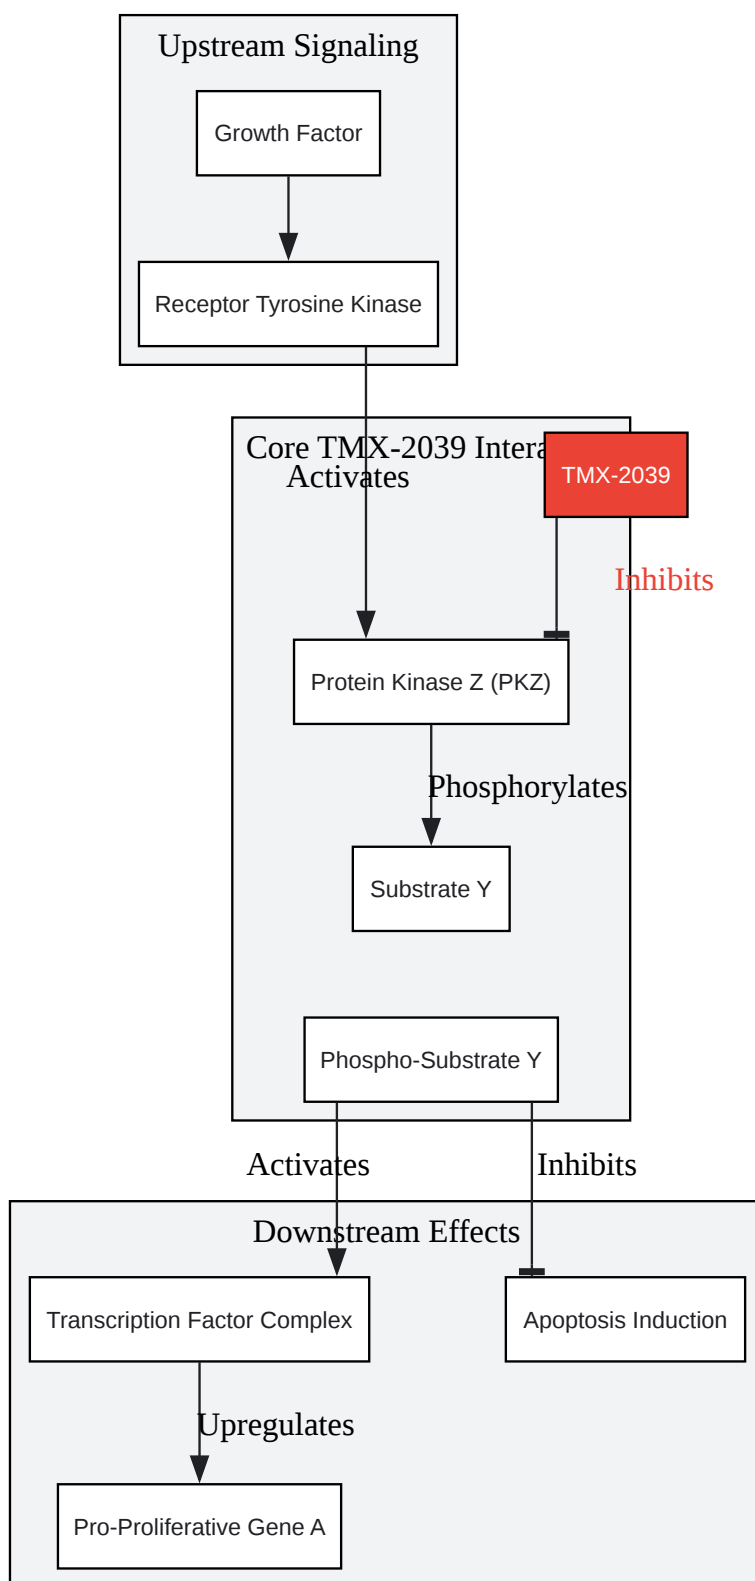 Upstream Signaling
Growth Factor
Receptor Tyrosine Kinase
Core TMX-2039 Intera
TMX-2039
Activates
Inhibits
Protein Kinase Z (PKZ)
Phosphorylates
Substrate Y
Phospho-Substrate Y
Activates
Inhibits
Downstream Effects
Transcription Factor Complex
Apoptosis Induction
Upregulates
Pro-Proliferative Gene A